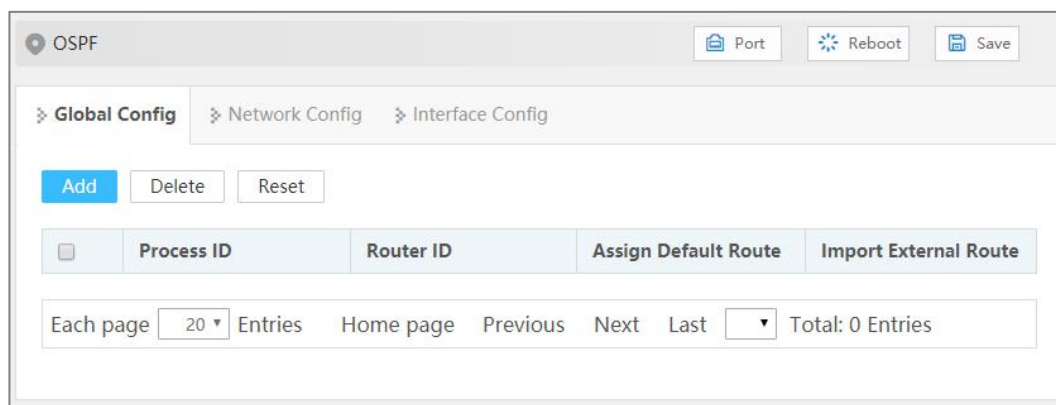 OSPF Port Reboot Save
Global Config Network Config Interface Config
Add Delete Reset
Process ID Router ID Assign Default Route Import External Route
Each page 20 Entries Home page Previous Next Last Total: 0 Entries